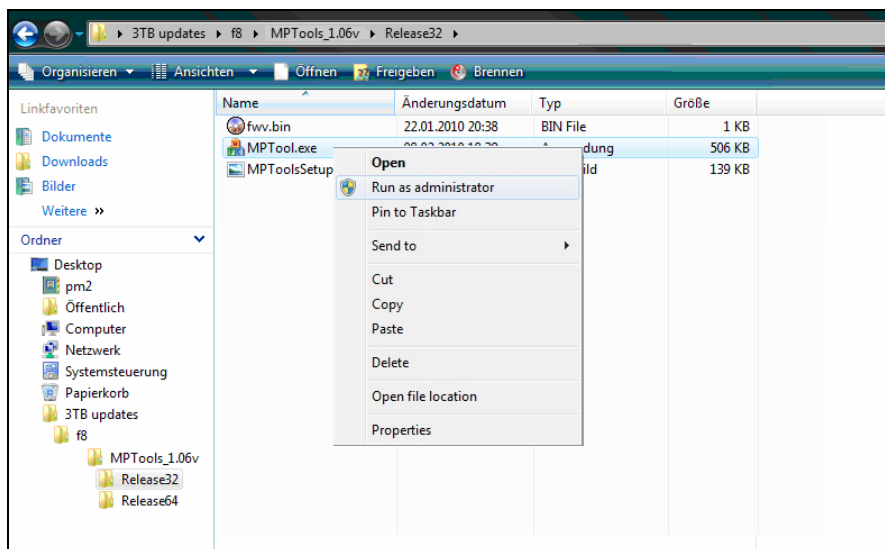 3TB updates f8 MPTools_1.06v Release32
Organisieren Ansichten Öffnen Freigeben Brennen
Linkfavoriten
Dokumente
Downloads
Bilder
Weitere »
Ordner
Desktop
pm2
Öffentlich
Computer
Netzwerk
Systemsteuerung
Papierkorb
3TB updates
f8
MPTools_1.06v
Release32
Release64
Name Änderungsdatum Typ Größe
fwv.bin 22.01.2010 20:38 BIN File 1 KB
MPTool.exe dung 506 KB
MPToolsSetup ild 139 KB
Open
Run as administrator
Pin to Taskbar
Send to
Cut
Copy
Paste
Delete
Open file location
Properties